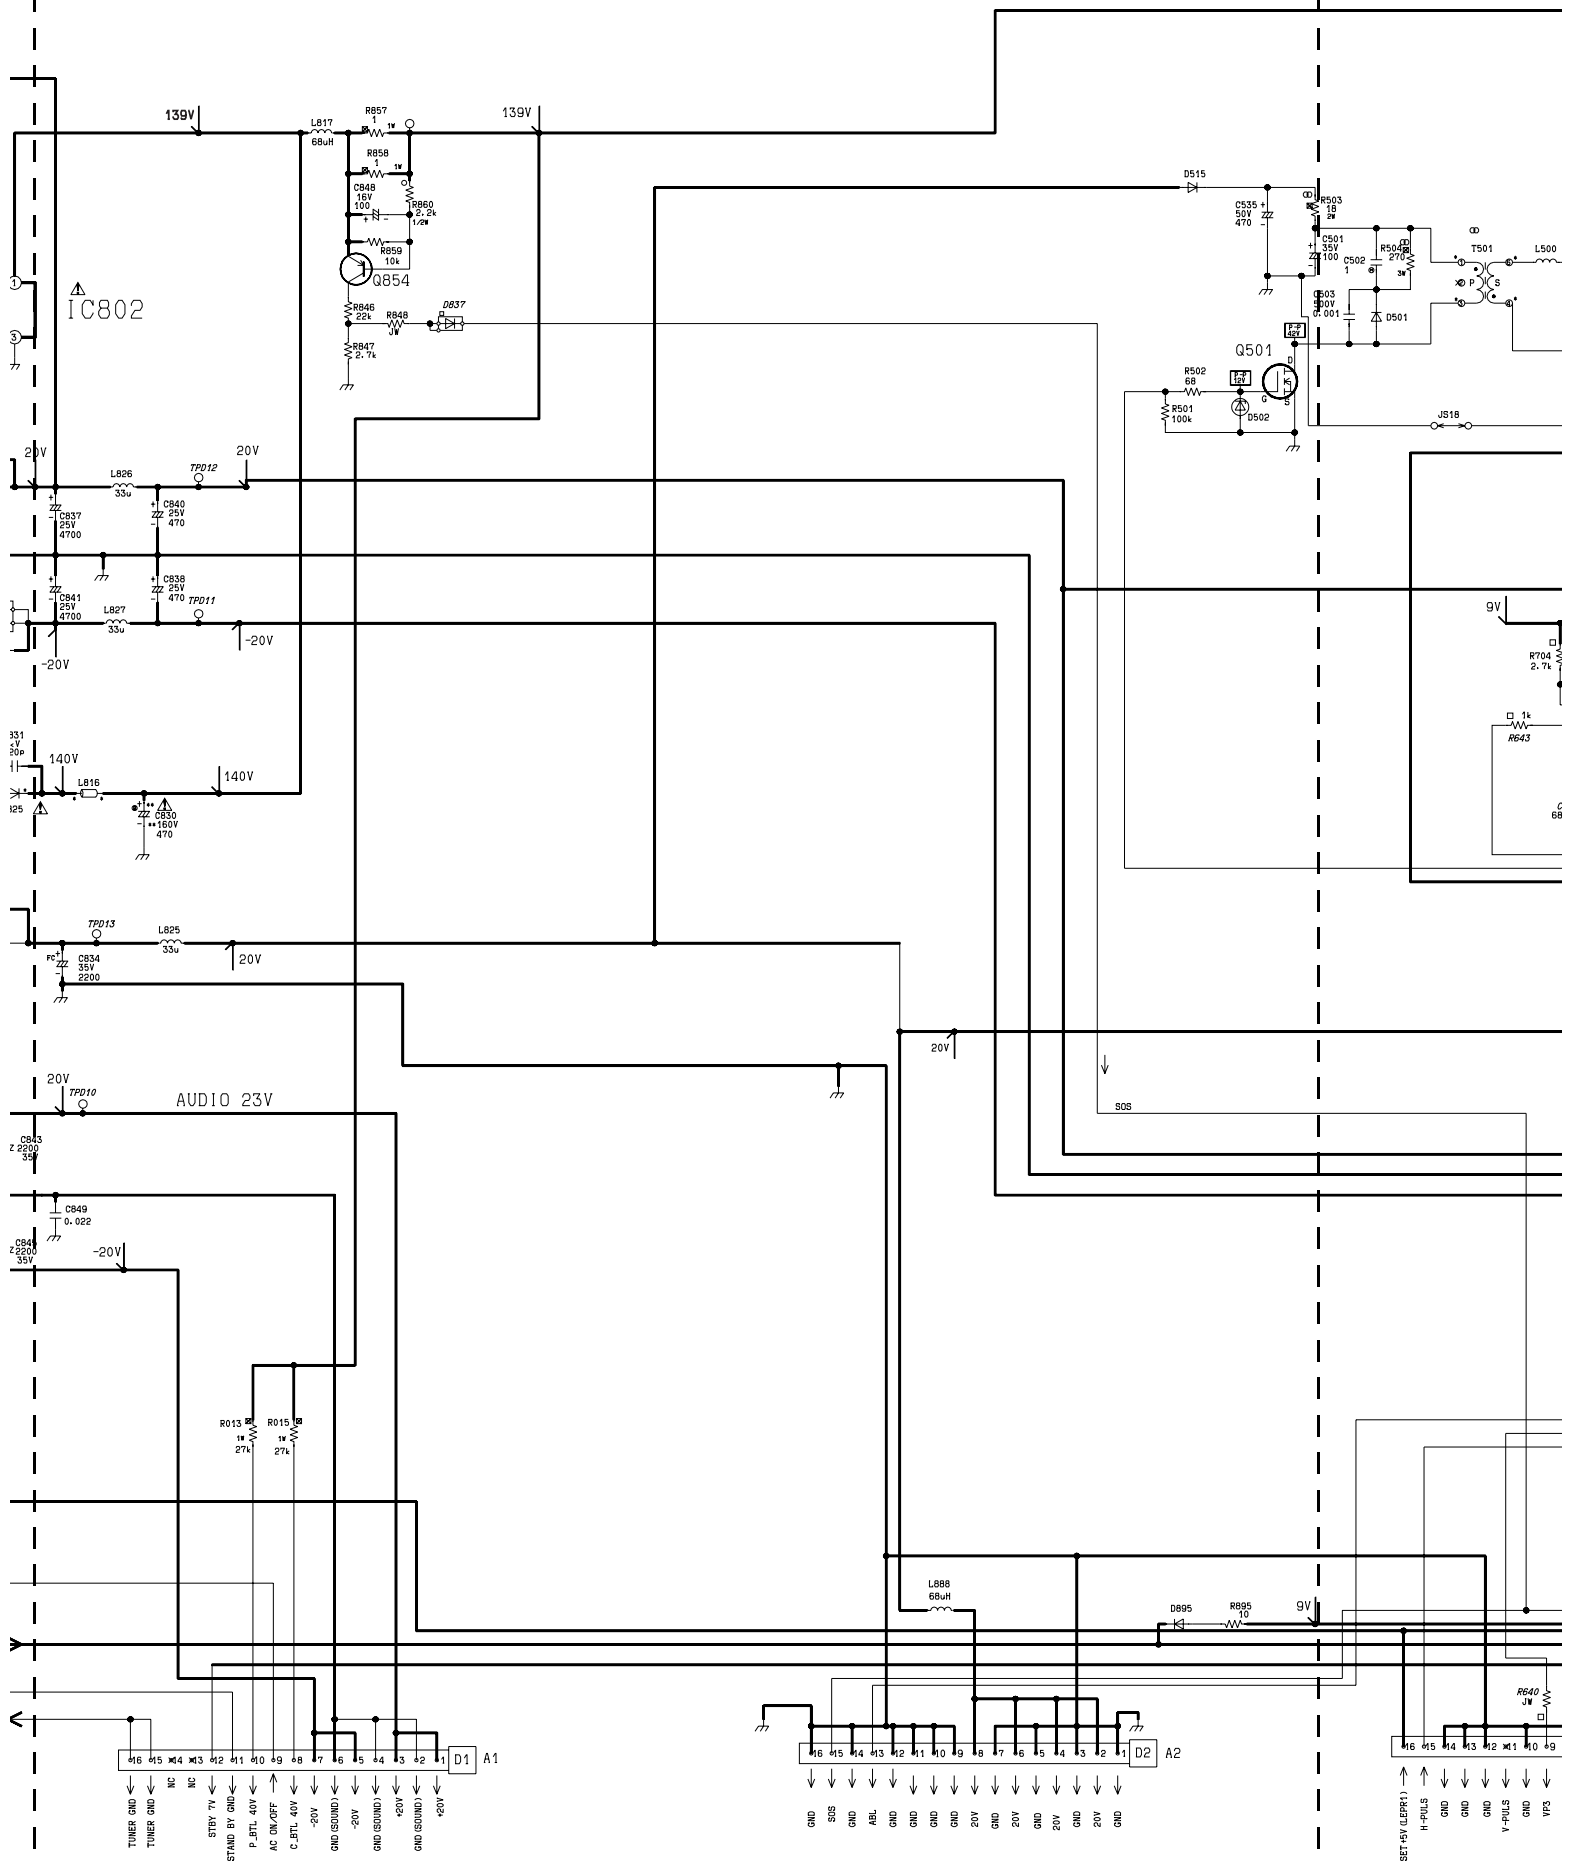 139V
L817
68uH
R857
1
1W
139V
R858
1
1W
C848
16V
100
+
-
R860
2.2k
1/2W
R859
10k
Q854
D515
C535
50V
470
R503
18
2W
C501
35V
100
R504
270
3W
C502
1
T501
L500
P
S
C503
500V
0.001
D501
1
3
IC802
R846
22k
R848
JW
D837
R847
2.7k
P-P
42V
Q501
D
G
S
R502
68
P-P
12V
R501
100k
D502
JS18
20V
L826
33u
TPD12
20V
C837
25V
4700
C840
25V
470
C841
25V
4700
C838
25V
470
L827
33u
TPD11
-20V
-20V
9V
R704
2.7k
1k
R643
140V
L816
140V
C830
160V
470
TPD13
L825
33u
20V
FC
C834
35V
2200
20V
20V
TPD10
AUDIO 23V
SOS
C843
2200
35V
C849
0.022
C845
2200
35V
-20V
R013
1W
27k
R015
1W
27k
L888
68uH
D895
R895
10
9V
R640
JW
16 15 14 13 12 11 10 9 8 7 6 5 4 3 2 1
D1
A1
TUNER GND
TUNER GND
NC
NC
STBY 7V
STAND BY GND
P_BTL 40V
AC ON/OFF
C_BTL 40V
-20V
GND(SOUND)
-20V
GND(SOUND)
+20V
GND(SOUND)
+20V
16 15 14 13 12 11 10 9 8 7 6 5 4 3 2 1
D2
A2
GND
SOS
GND
ABL
GND
GND
GND
GND
20V
GND
20V
GND
20V
GND
20V
GND
16 15 14 13 12 11 10 9
SET+5V(LEPR1)
H-PULS
GND
GND
GND
V-PULS
GND
VP3